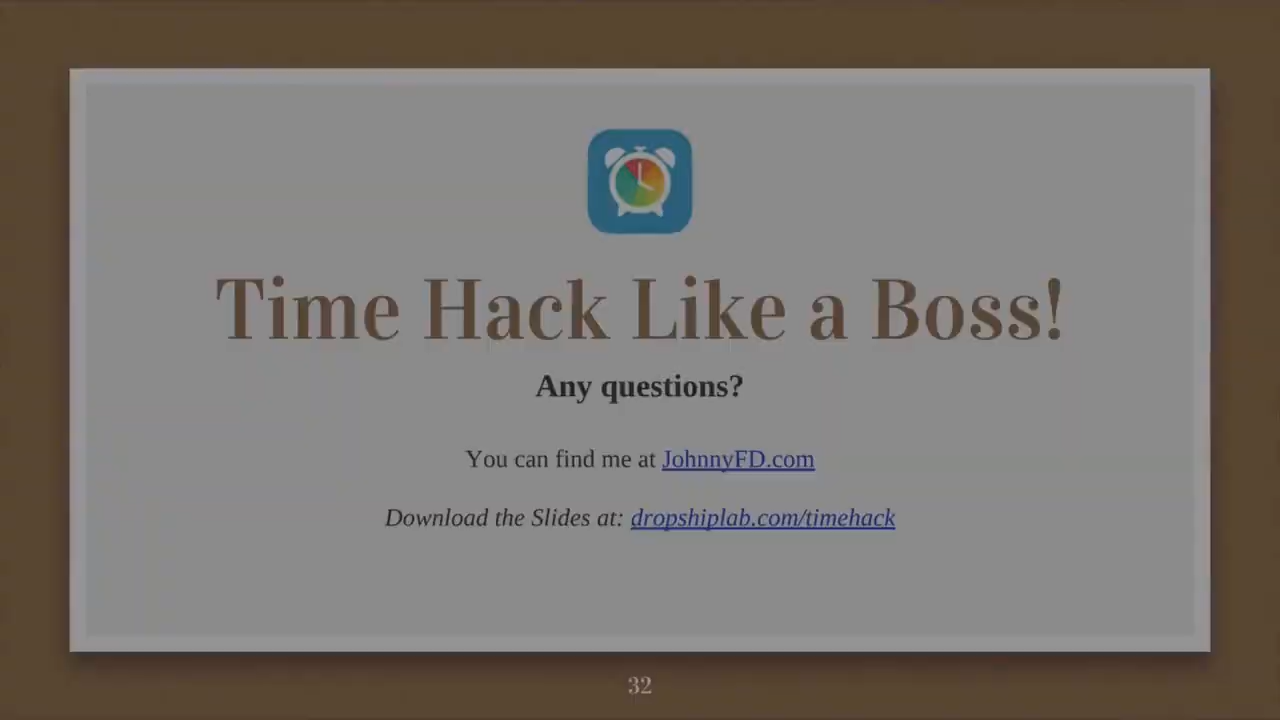 Time Hack Like a Boss!
Any questions?
You can find me at JohnnyFD.com
Download the Slides at: dropshiplab.com/timehack
32